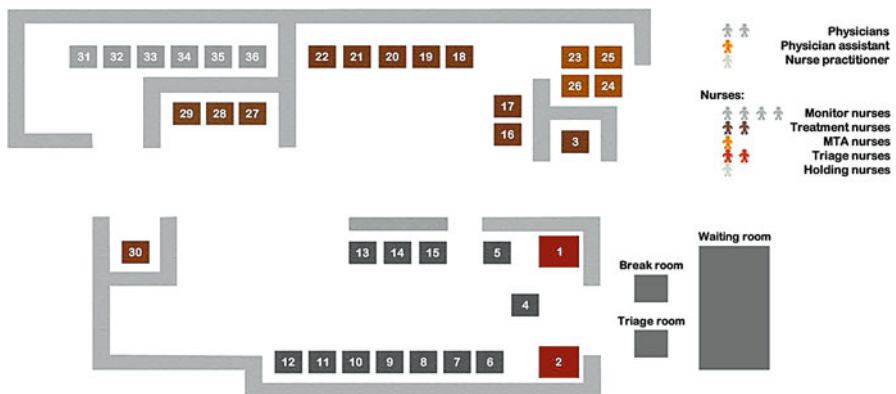 31 32 33 34 35 36
22 21 20 19 18
23 25
26 24
29 28 27
17
16
3
30
13 14 15
5
1
4
12 11 10 9 8 7 6
2
Break room
Triage room
Waiting room
Physicians
Physician assistant
Nurse practitioner
Nurses:
Monitor nurses
Treatment nurses
MTA nurses
Triage nurses
Holding nurses